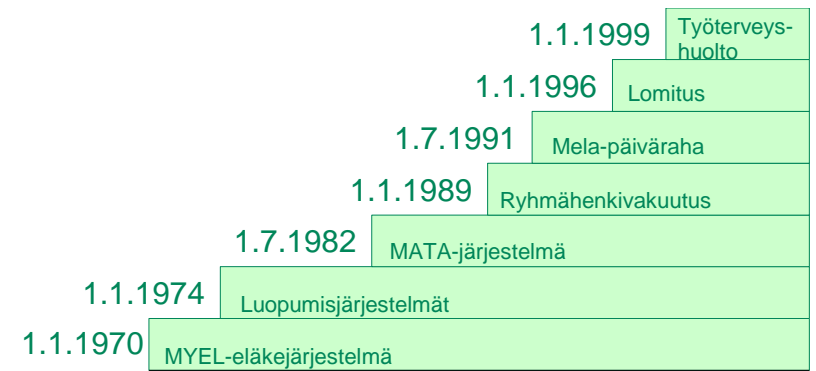 1.1.1999 Työterveys-
huolto
1.1.1996 Lomitus
1.7.1991 Mela-päiväraha
1.1.1989 Ryhmähenkivakuutus
1.7.1982 MATA-järjestelmä
1.1.1974 Luopumisjärjestelmät
1.1.1970 MYEL-eläkejärjestelmä